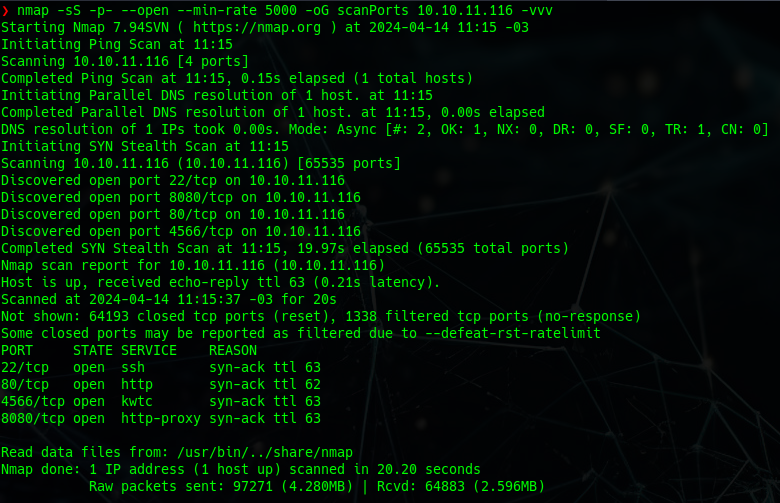 ❯ nmap -sS -p- --open --min-rate 5000 -oG scanPorts 10.10.11.116 -vvv
Starting Nmap 7.94SVN ( https://nmap.org ) at 2024-04-14 11:15 -03
Initiating Ping Scan at 11:15
Scanning 10.10.11.116 [4 ports]
Completed Ping Scan at 11:15, 0.15s elapsed (1 total hosts)
Initiating Parallel DNS resolution of 1 host. at 11:15
Completed Parallel DNS resolution of 1 host. at 11:15, 0.00s elapsed
DNS resolution of 1 IPs took 0.00s. Mode: Async [#: 2, OK: 1, NX: 0, DR: 0, SF: 0, TR: 1, CN: 0]
Initiating SYN Stealth Scan at 11:15
Scanning 10.10.11.116 (10.10.11.116) [65535 ports]
Discovered open port 22/tcp on 10.10.11.116
Discovered open port 8080/tcp on 10.10.11.116
Discovered open port 80/tcp on 10.10.11.116
Discovered open port 4566/tcp on 10.10.11.116
Completed SYN Stealth Scan at 11:15, 19.97s elapsed (65535 total ports)
Nmap scan report for 10.10.11.116 (10.10.11.116)
Host is up, received echo-reply ttl 63 (0.21s latency).
Scanned at 2024-04-14 11:15:37 -03 for 20s
Not shown: 64193 closed tcp ports (reset), 1338 filtered tcp ports (no-response)
Some closed ports may be reported as filtered due to --defeat-rst-ratelimit
PORT     STATE SERVICE    REASON
22/tcp   open  ssh        syn-ack ttl 63
80/tcp   open  http       syn-ack ttl 62
4566/tcp open  kwtc       syn-ack ttl 63
8080/tcp open  http-proxy syn-ack ttl 63
Read data files from: /usr/bin/../share/nmap
Nmap done: 1 IP address (1 host up) scanned in 20.20 seconds
           Raw packets sent: 97271 (4.280MB) | Rcvd: 64883 (2.596MB)